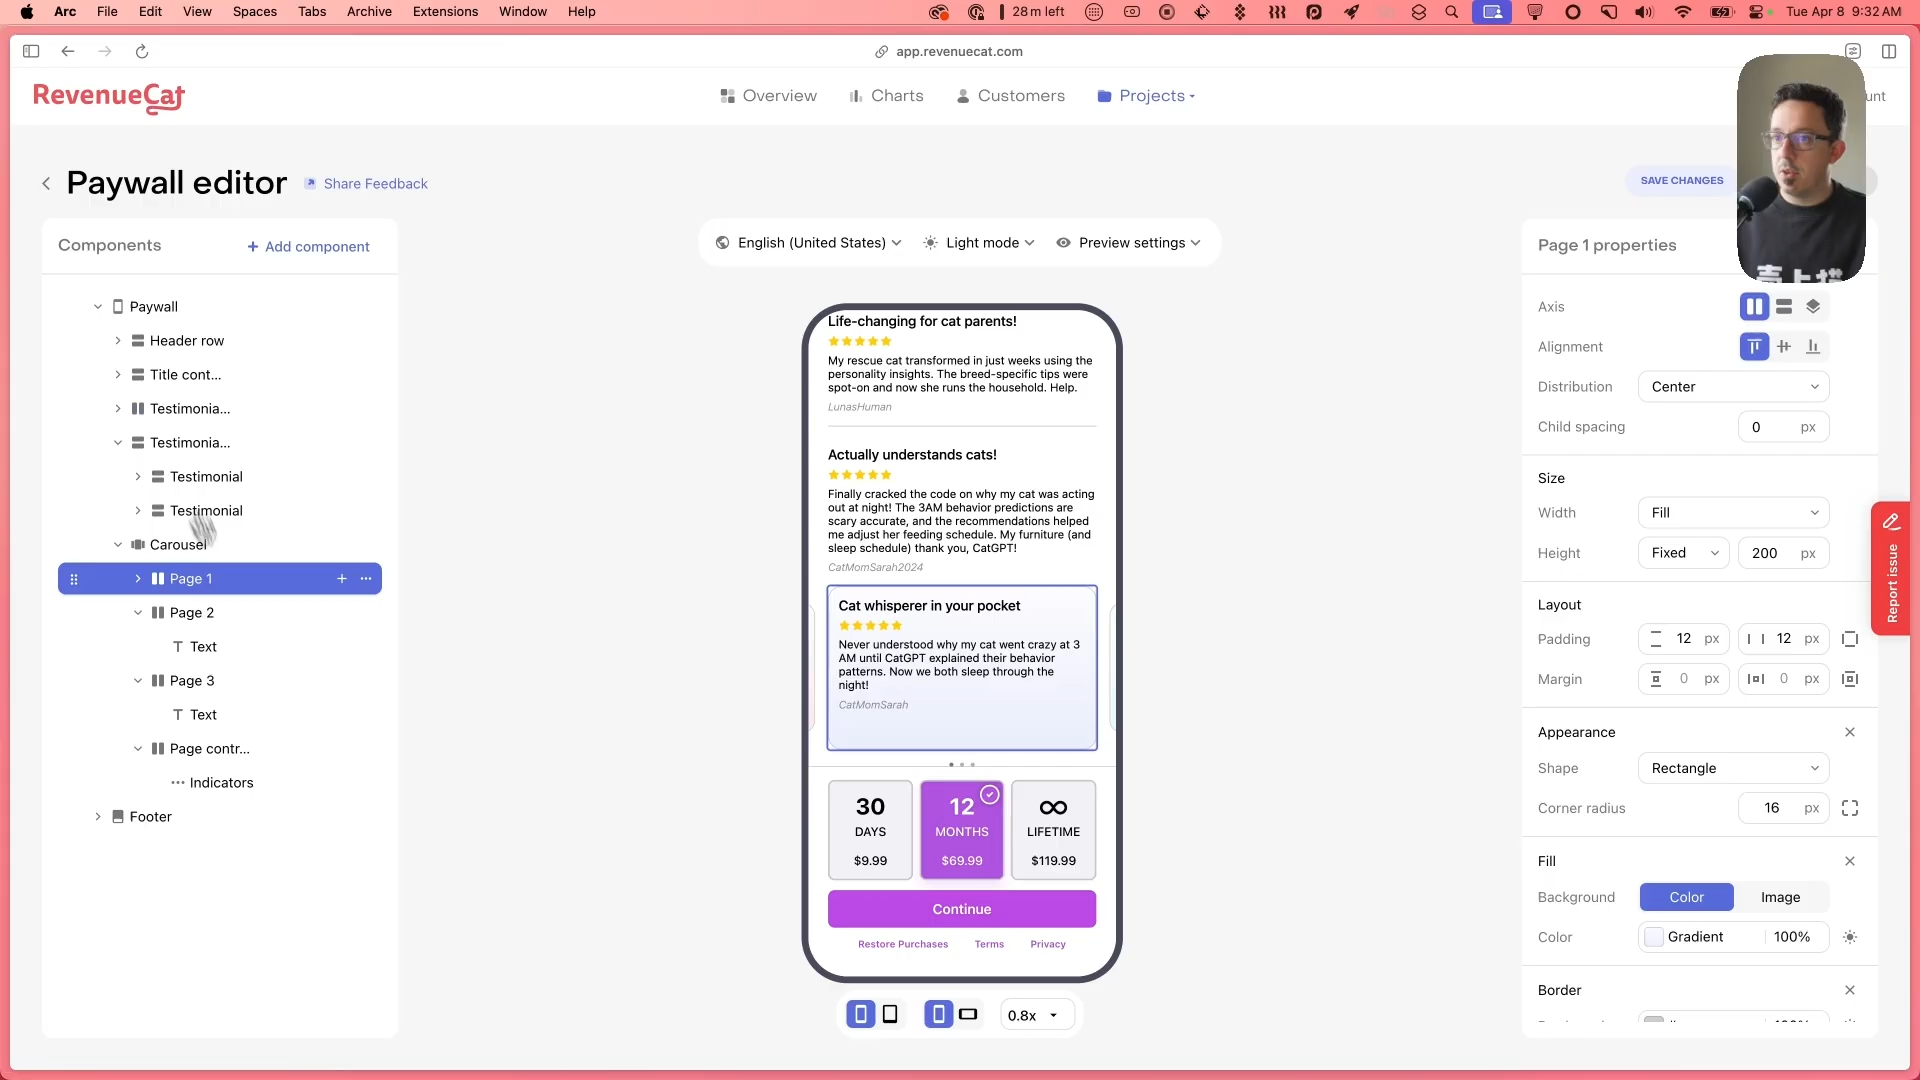 Arc File Edit View Spaces Tabs Archive Extensions Window Help
28 m left
Tue Apr 8 9:32 AM
app.revenuecat.com
RevenueCat
Overview
Charts
Customers
Projects
unt
Paywall editor
Share Feedback
SAVE CHANGES
Components
+ Add component
Paywall
Header row
Title cont...
Testimonia...
Testimonia...
Testimonial
Testimonial
Carousel
Page 1
Page 2
Text
Page 3
Text
Page contr...
Indicators
Footer
English (United States)
Light mode
Preview settings
Life-changing for cat parents!
My rescue cat transformed in just weeks using the
personality insights. The breed-specific tips were
spot-on and now she runs the household. Help.
LunasHuman
Actually understands cats!
Finally cracked the code on why my cat was acting
out at night! The 3AM behavior predictions are
scary accurate, and the recommendations helped
me adjust her feeding schedule. My furniture (and
sleep schedule) thank you, CatGPT!
CatMomSarah2024
Cat whisperer in your pocket
Never understood why my cat went crazy at 3
AM until CatGPT explained their behavior
patterns. Now we both sleep through the
night!
CatMomSarah
30
DAYS
$9.99
12
MONTHS
$69.99
∞
LIFETIME
$119.99
Continue
Restore Purchases
Terms
Privacy
0.8x
Page 1 properties
Axis
Alignment
Distribution
Center
Child spacing
0 px
Size
Width
Fill
Height
Fixed
200 px
Layout
Padding
12 px
12 px
Margin
0 px
0 px
Appearance
Shape
Rectangle
Corner radius
16 px
Fill
Background
Color
Image
Color
Gradient
100%
Border
Report issue